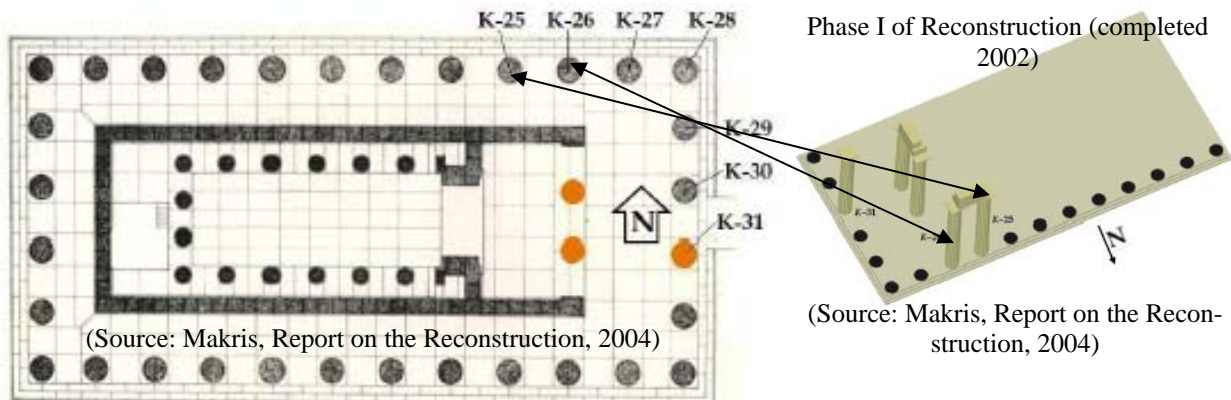 K-25 K-26 K-27 K-28
K-29
K-30
N
K-31
(Source: Makris, Report on the Reconstruction, 2004)
Phase I of Reconstruction (completed
2002)
K-31
K-25
N
(Source: Makris, Report on the Recon-
struction, 2004)